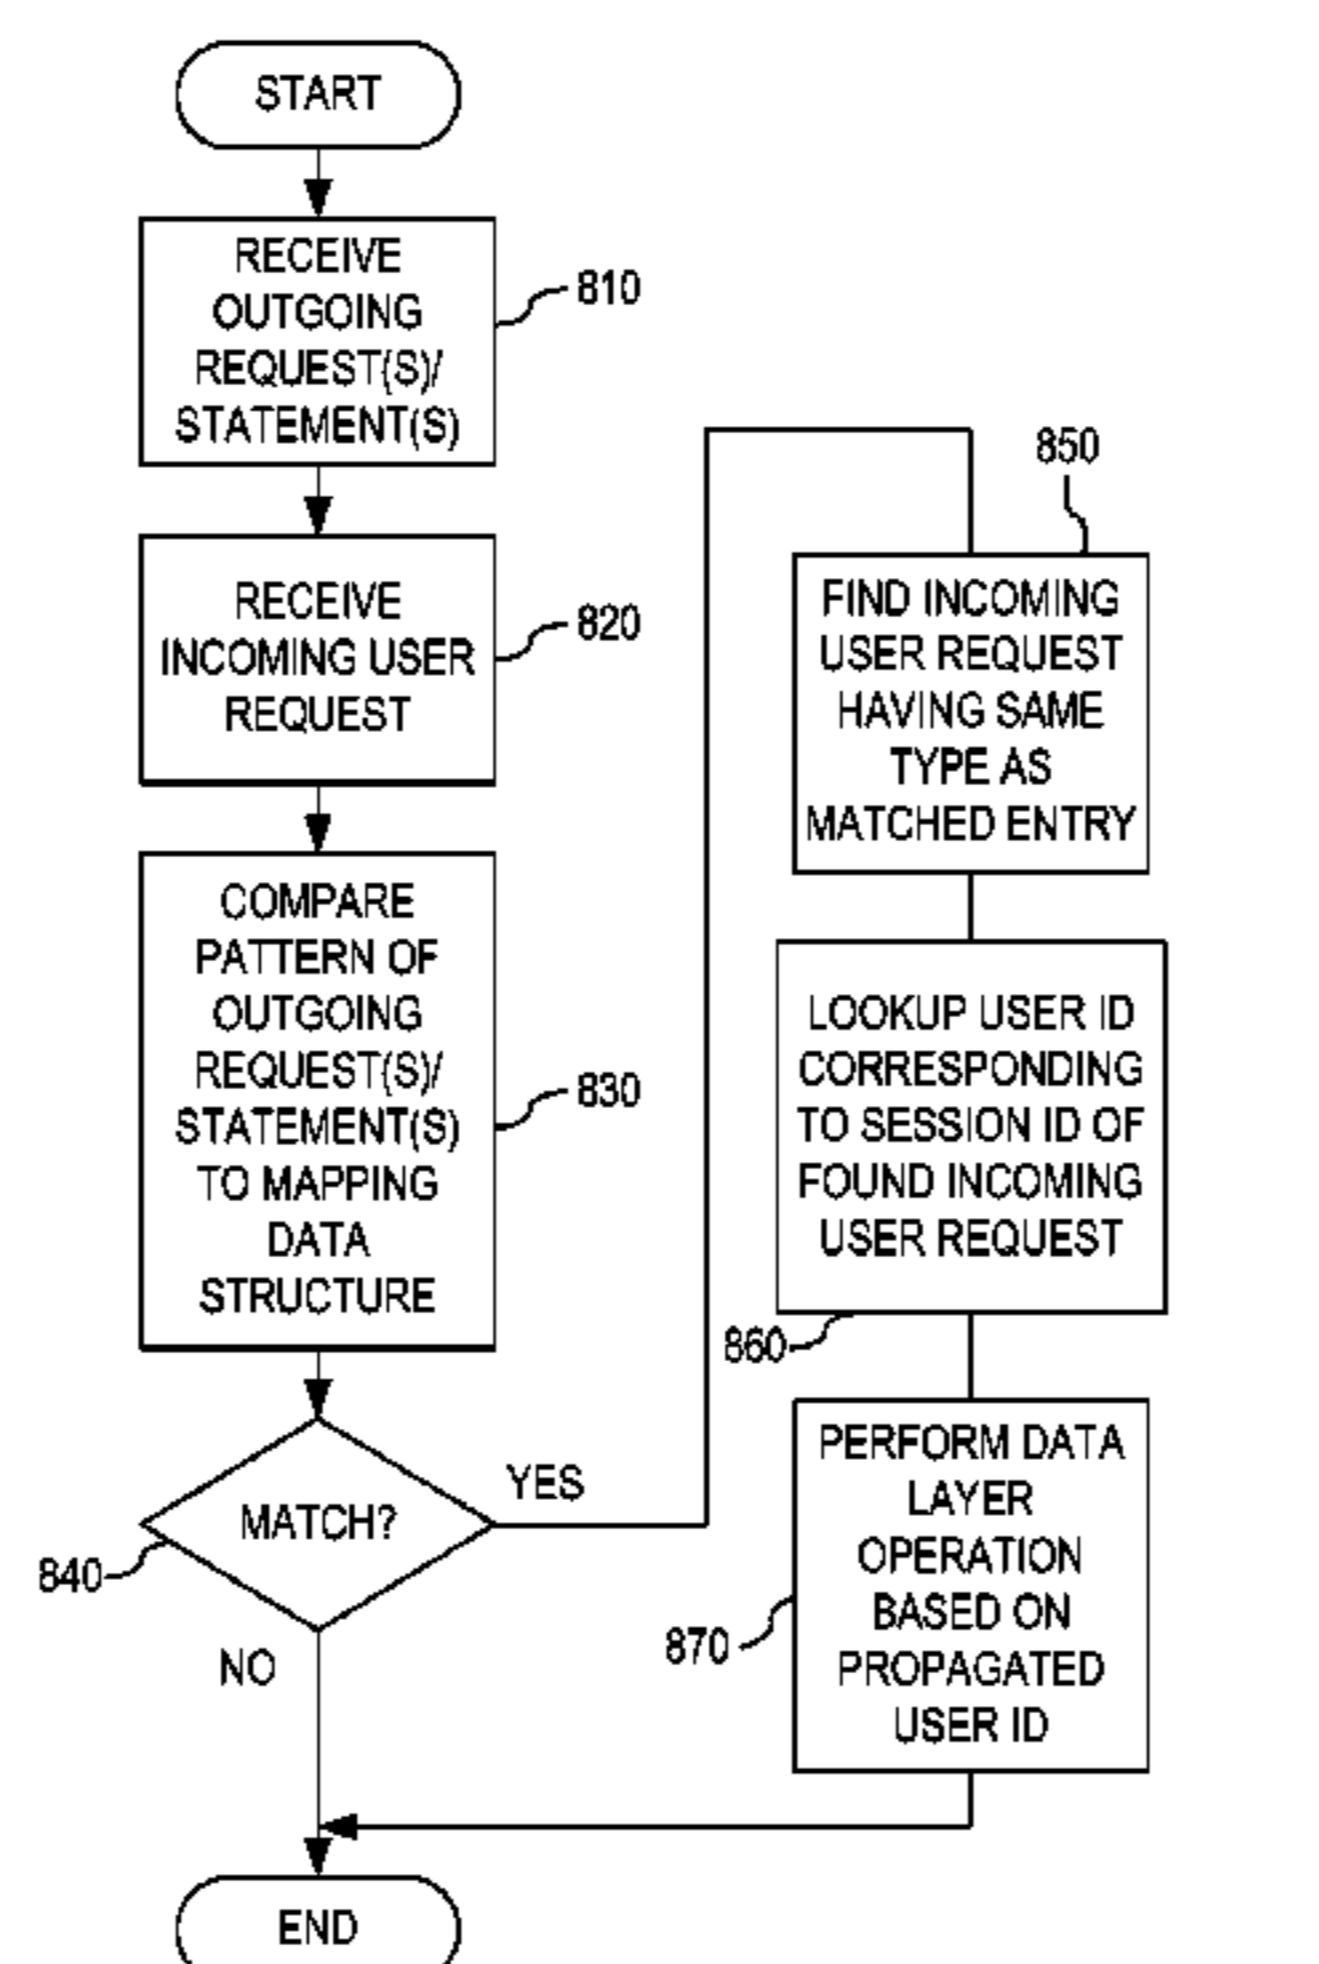 START
RECEIVE
OUTGOING
REQUEST(S)/
STATEMENT(S)
810
RECEIVE
INCOMING USER
REQUEST
820
COMPARE
PATTERN OF
OUTGOING
REQUEST(S)/
STATEMENT(S)
TO MAPPING
DATA
STRUCTURE
830
MATCH?
840
YES
NO
850
FIND INCOMING
USER REQUEST
HAVING SAME
TYPE AS
MATCHED ENTRY
LOOKUP USER ID
CORRESPONDING
TO SESSION ID OF
FOUND INCOMING
USER REQUEST
860
PERFORM DATA
LAYER
OPERATION
BASED ON
PROPAGATED
USER ID
870
END